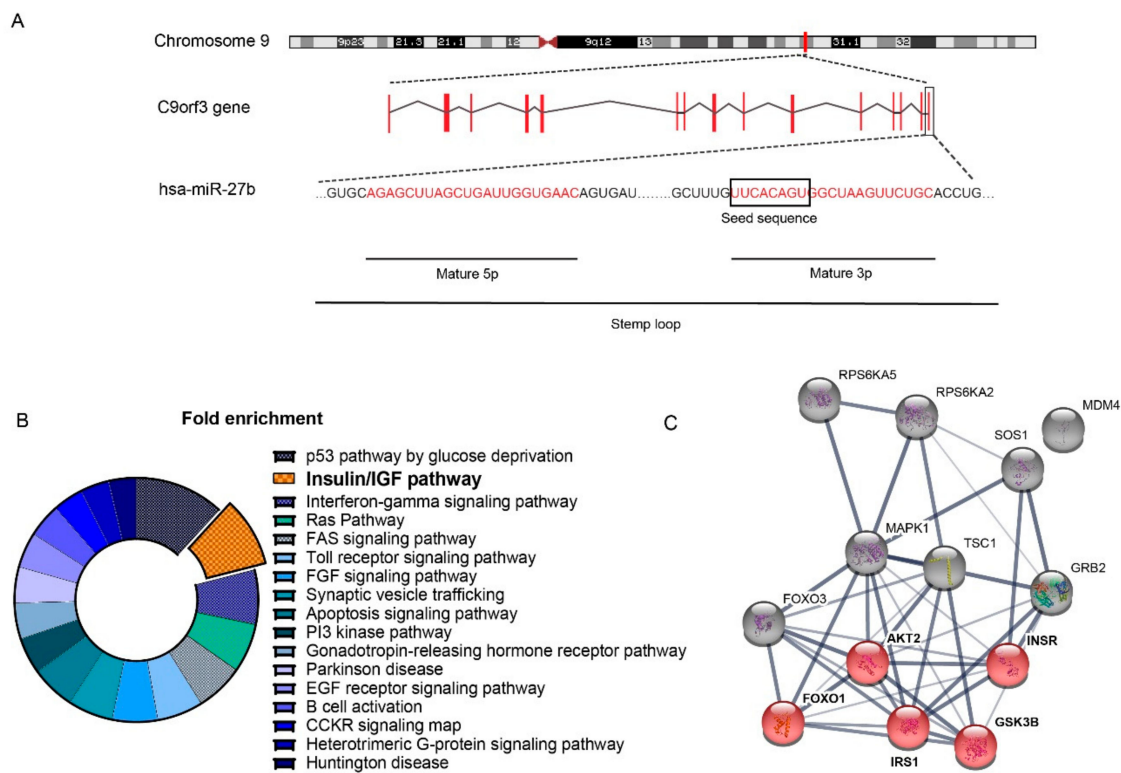 A
Chromosome 9
9p23 21.3 21.1 12 9q12 13 31.1 32
C9orf3 gene
hsa-miR-27b
...GUGCAGAGCUUAGCUGAUUGGUGAACAGUGAU........GCUUUGUUCACAGUGGCUAAGUUCUGCACCUG...
Seed sequence
Mature 5p Mature 3p
Stemp loop
B
Fold enrichment
p53 pathway by glucose deprivation
Insulin/IGF pathway
Interferon-gamma signaling pathway
Ras Pathway
FAS signaling pathway
Toll receptor signaling pathway
FGF signaling pathway
Synaptic vesicle trafficking
Apoptosis signaling pathway
PI3 kinase pathway
Gonadotropin-releasing hormone receptor pathway
Parkinson disease
EGF receptor signaling pathway
B cell activation
CCKR signaling map
Heterotrimeric G-protein signaling pathway
Huntington disease
C
RPS6KA5
RPS6KA2
MDM4
SOS1
MAPK1
TSC1
GRB2
FOXO3
AKT2
INSR
FOXO1
GSK3B
IRS1